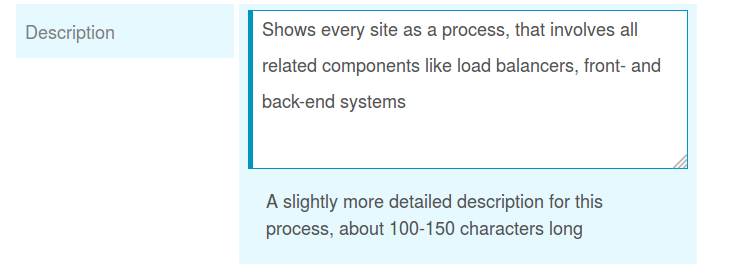 Description
Shows every site as a process, that involves all
related components like load balancers, front- and
back-end systems
A slightly more detailed description for this
process, about 100-150 characters long